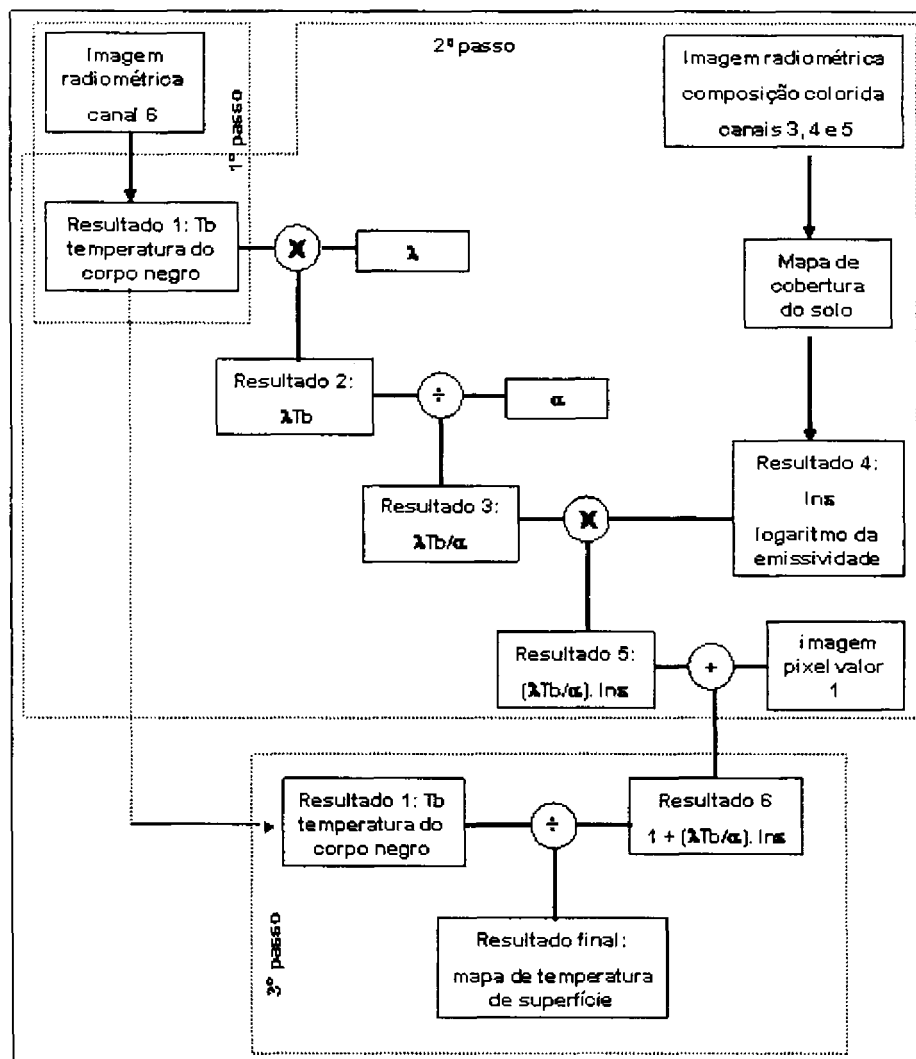 2º passo
Imagem
radiométrica
canal 6
1º passo
Imagem radiométrica
composição colorida
canais 3, 4 e 5
Resultado 1: Tb
temperatura do
corpo negro
X
λ
Mapa de
cobertura
do solo
Resultado 2:
λTb
÷
α
Resultado 3:
λTb/α
X
Resultado 4:
lnε
logaritmo da
emissividade
Resultado 5:
(λTb/α). lnε
+
imagem
pixel valor
1
Resultado 1: Tb
temperatura do
corpo negro
÷
Resultado 6
1 + (λTb/α). lnε
3º passo
Resultado final:
mapa de temperatura
de superfície